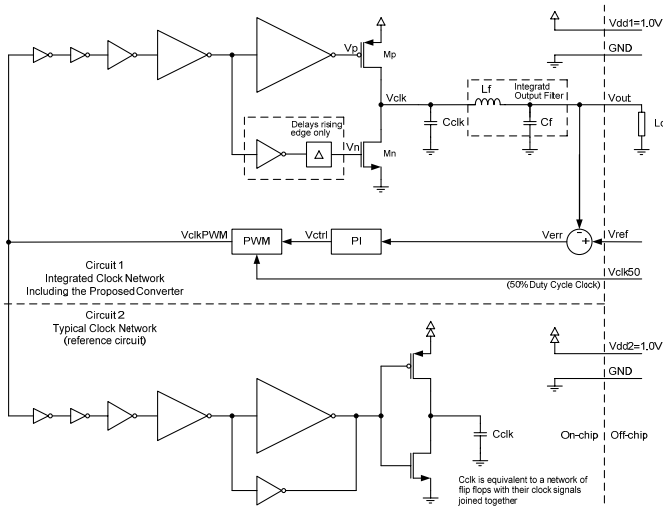 Vdd1=1.0V
GND
Vp
Mp
Vclk
Cclk
Lf
Integratd
Output Filter
Cf
Vout
Delays rising
edge only
Δ
Vn
Mn
VclkPWM
PWM
Vctrl
PI
Verr
-
+
Vref
Vclk50
(50% Duty Cycle Clock)
Circuit 1
Integrated Clock Network
Including the Proposed Converter
Circuit 2
Typical Clock Network
(reference circuit)
Vdd2=1.0V
GND
Cclk
On-chip
Off-chip
Cclk is equivalent to a network of
flip flops with their clock signals
joined together